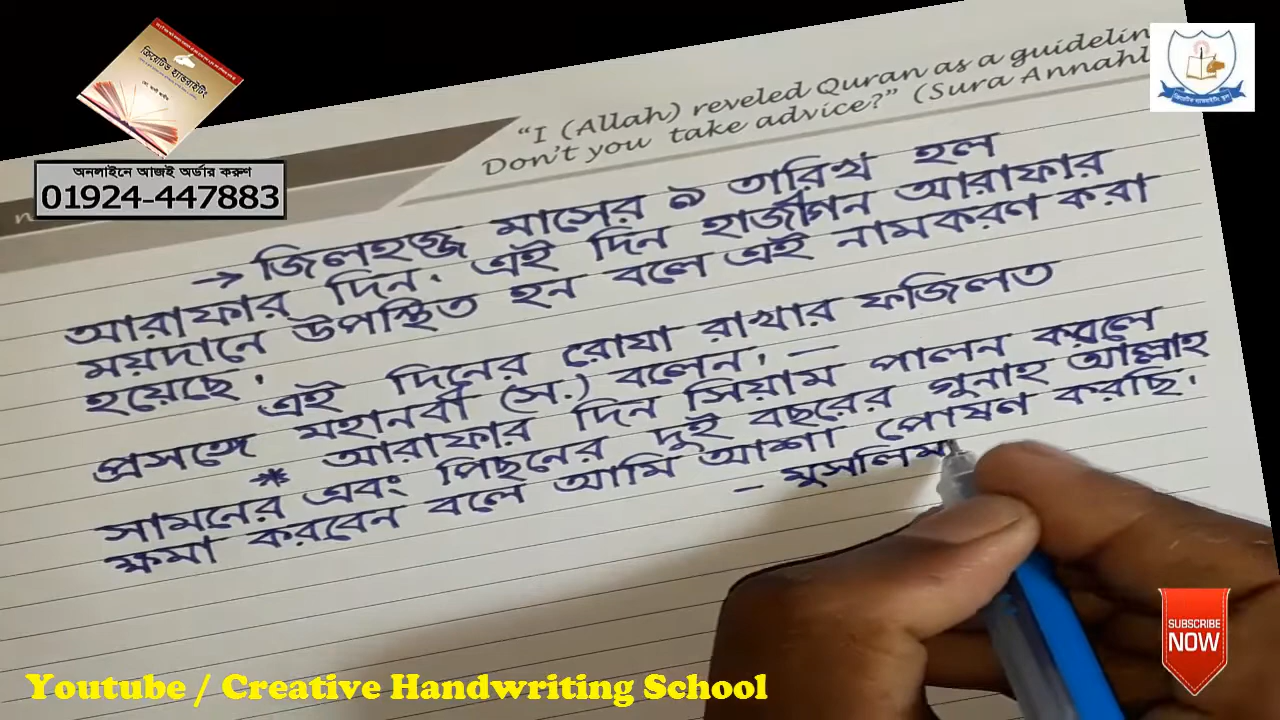 ক্রিয়েটিভ হ্যান্ডরাইটিং
অনলাইনে আজই অর্ডার করুণ
01924-447883
"I (Allah) reveled Quran as a guidelin
Don't you take advice?" (Sura Annahl
→ জিলহজ্জ মাসের ৯ তারিখ হল
আরাফার দিন. এই দিন হাজীগন আরাফার
ময়দানে উপস্থিত হন বলে এই নামকরণ করা
হয়েছে.
এই দিনের রোযা রাখার ফজিলত
প্রসঙ্গে মহানবী (স.) বলেন, —
* আরাফার দিন সিয়াম পালন করলে
সামনের এবং পিছনের দুই বছরের গুনাহ আল্লাহ
ক্ষমা করবেন বলে আমি আশা পোষণ করছি.
- মুসলিম
SUBSCRIBE
NOW
Youtube / Creative Handwriting School